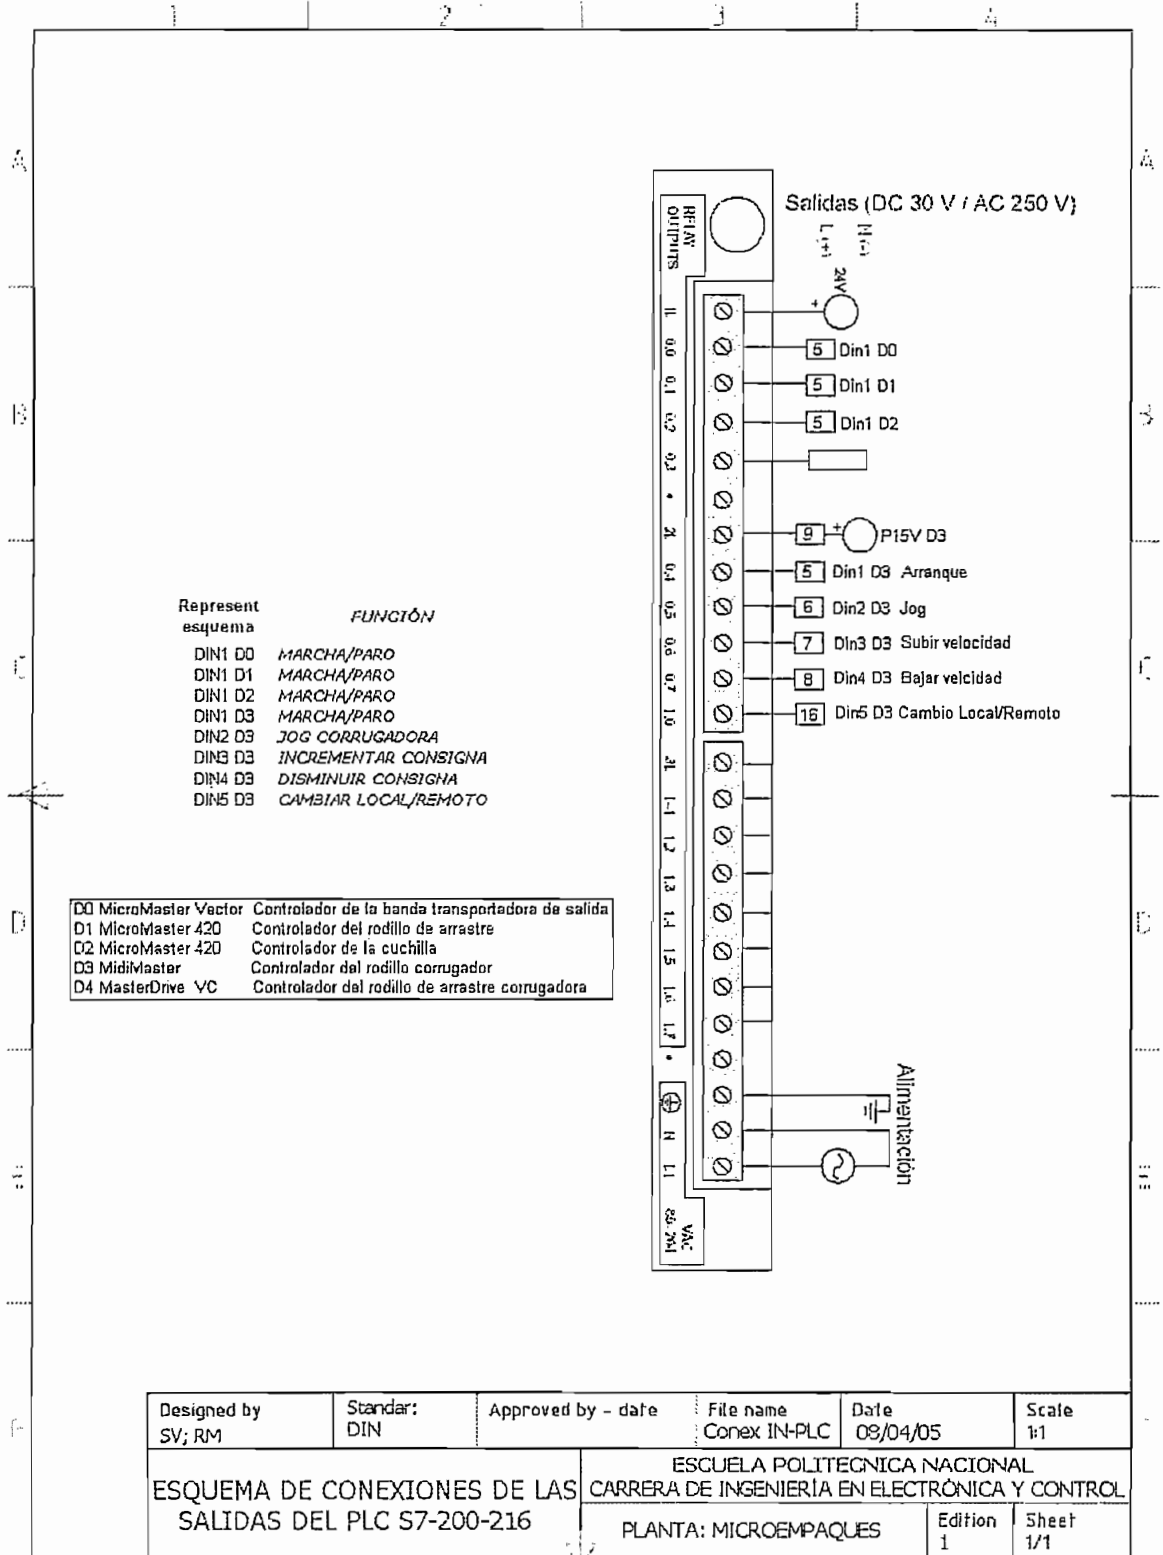 1 2 3 4
A A
Salidas (DC 30 V / AC 250 V)
RELAY
OUTPUTS
L (+)
N (-)
24V
1L +
0.0 5 Din1 D0
0.1 5 Din1 D1
B
0.2 5 Din1 D2
0.3
2L 9 + P15V D3
0.4 5 Din1 D3 Arranque
0.5 6 Din2 D3 Jog
0.6 7 Din3 D3 Subir velocidad
0.7 8 Din4 D3 Bajar velcidad
1.0 16 Din5 D3 Cambio Local/Remoto
Represent
esquema
FUNCIÓN
DIN1 D0 MARCHA/PARO
C C
DIN1 D1 MARCHA/PARO
DIN1 D2 MARCHA/PARO
DIN1 D3 MARCHA/PARO
DIN2 D3 JOG CORRUGADORA
DIN3 D3 INCREMENTAR CONSIGNA
DIN4 D3 DISMINUIR CONSIGNA
DIN5 D3 CAMBIAR LOCAL/REMOTO
3L
1.1
1.2
1.3
1.4
1.5
1.6
1.7
D D
D0 MicroMaster Vector Controlador de la banda transportadora de salida
D1 MicroMaster 420 Controlador del rodillo de arrastre
D2 MicroMaster 420 Controlador de la cuchilla
D3 MidiMaster Controlador del rodillo corrugador
D4 MasterDrive VC Controlador del rodillo de arrastre corrugadora
Alimentación
N
L1
VAC
85-264
Designed by
SV; RM
Standar:
DIN
Approved by - date
File name
Conex IN-PLC
Date
08/04/05
Scale
1:1
ESQUEMA DE CONEXIONES DE LAS
SALIDAS DEL PLC S7-200-216
ESCUELA POLITECNICA NACIONAL
CARRERA DE INGENIERÍA EN ELECTRÓNICA Y CONTROL
PLANTA: MICROEMPAQUES
Edition
1
Sheet
1/1